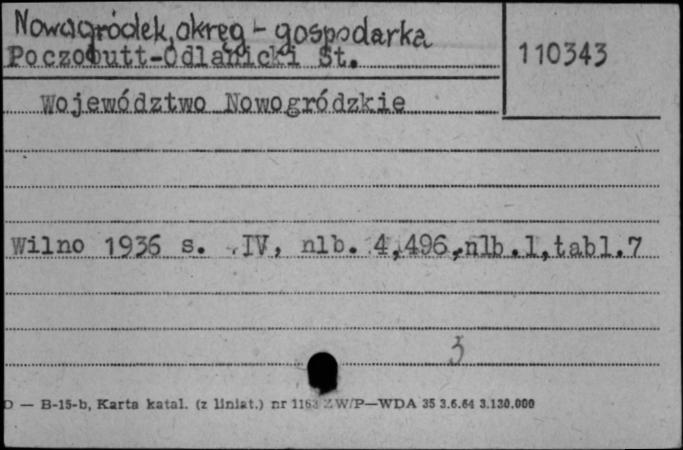 Nowogródek, okręg - gospodarka
Poczobutt-Odlanicki St.
110343
Województwo Nowogródzkie
Wilno 1936 s. IV, nlb. 4,496,nlb.1,tabl.7
3
D — B-15-b, Karta katal. (z liniat.) nr 1163 ZW/P—WDA 35 3.6.64 3.130.000